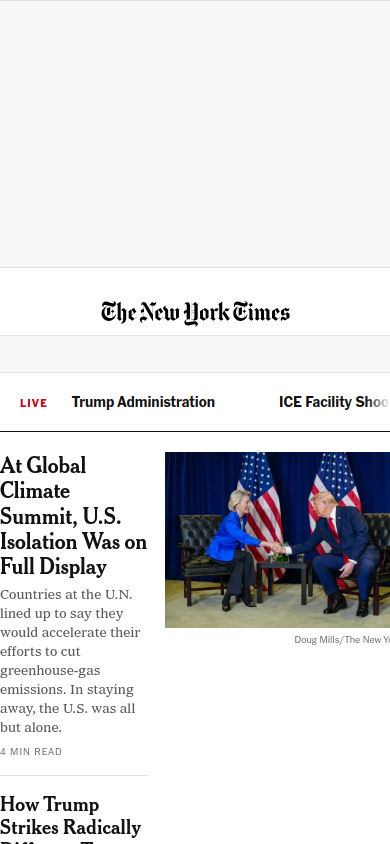 The New York Times
LIVE Trump Administration ICE Facility Shoo
At Global
Climate
Summit, U.S.
Isolation Was on
Full Display
Countries at the U.N.
lined up to say they
would accelerate their
efforts to cut
greenhouse-gas
emissions. In staying
away, the U.S. was all
but alone.
4 MIN READ
Doug Mills/The New Yo
How Trump
Strikes Radically